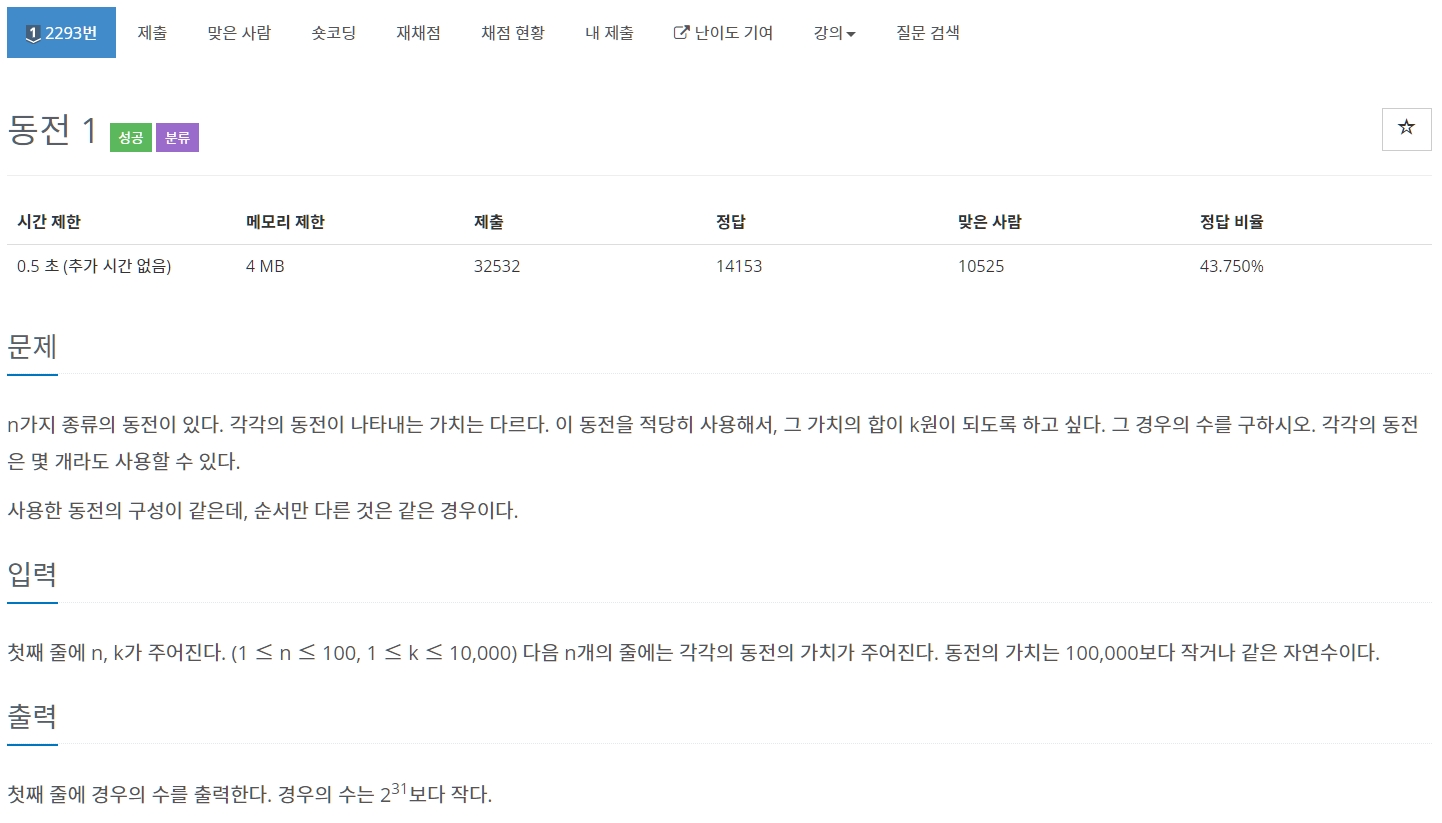 1 2293번 제출 맞은 사람 숏코딩 재채점 채점 현황 내 제출 난이도 기여 강의 질문 검색
동전 1 성공 분류
시간 제한 메모리 제한 제출 정답 맞은 사람 정답 비율
0.5 초 (추가 시간 없음) 4 MB 32532 14153 10525 43.750%
문제
n가지 종류의 동전이 있다. 각각의 동전이 나타내는 가치는 다르다. 이 동전을 적당히 사용해서, 그 가치의 합이 k원이 되도록 하고 싶다. 그 경우의 수를 구하시오. 각각의 동전
은 몇 개라도 사용할 수 있다.
사용한 동전의 구성이 같은데, 순서만 다른 것은 같은 경우이다.
입력
첫째 줄에 n, k가 주어진다. (1 ≤ n ≤ 100, 1 ≤ k ≤ 10,000) 다음 n개의 줄에는 각각의 동전의 가치가 주어진다. 동전의 가치는 100,000보다 작거나 같은 자연수이다.
출력
첫째 줄에 경우의 수를 출력한다. 경우의 수는 2³¹보다 작다.